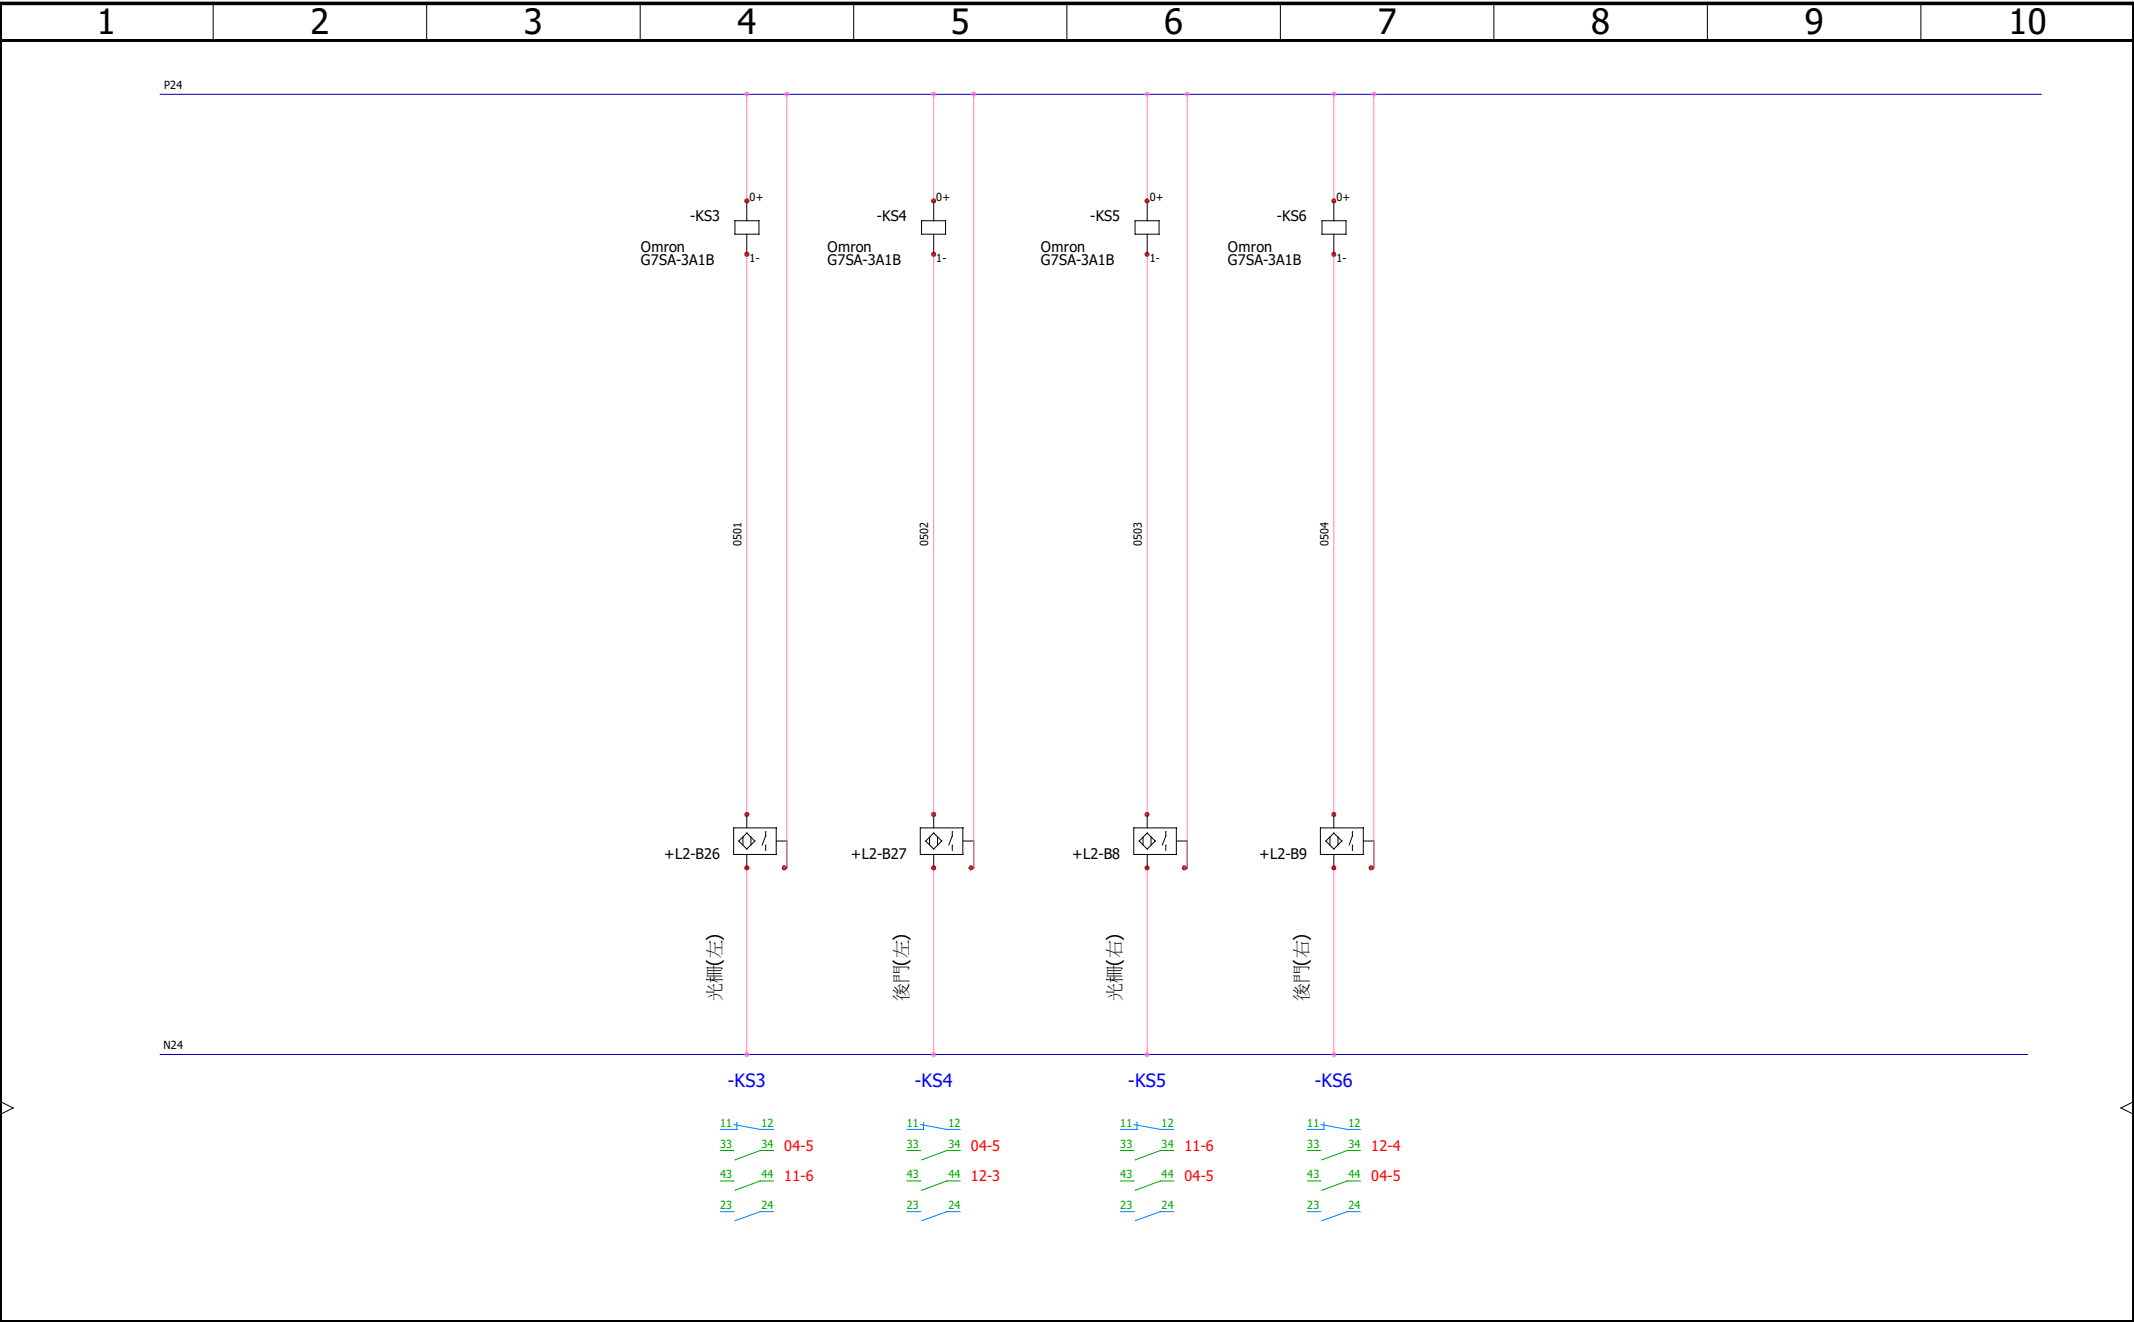 1 2 3 4 5 6 7 8 9 10
P24
0+ 0+ 0+ 0+
-KS3 -KS4 -KS5 -KS6
Omron Omron Omron Omron
G7SA-3A1B G7SA-3A1B G7SA-3A1B G7SA-3A1B
1- 1- 1- 1-
0501 0502 0503 0504
+L2-B26 +L2-B27 +L2-B8 +L2-B9
光柵(左) 後門(左) 光柵(右) 後門(右)
N24
-KS3 -KS4 -KS5 -KS6
11 12 11 12 11 12 11 12
33 34 04-5 33 34 04-5 33 34 11-6 33 34 12-4
43 44 11-6 43 44 12-3 43 44 04-5 43 44 04-5
23 24 23 24 23 24 23 24